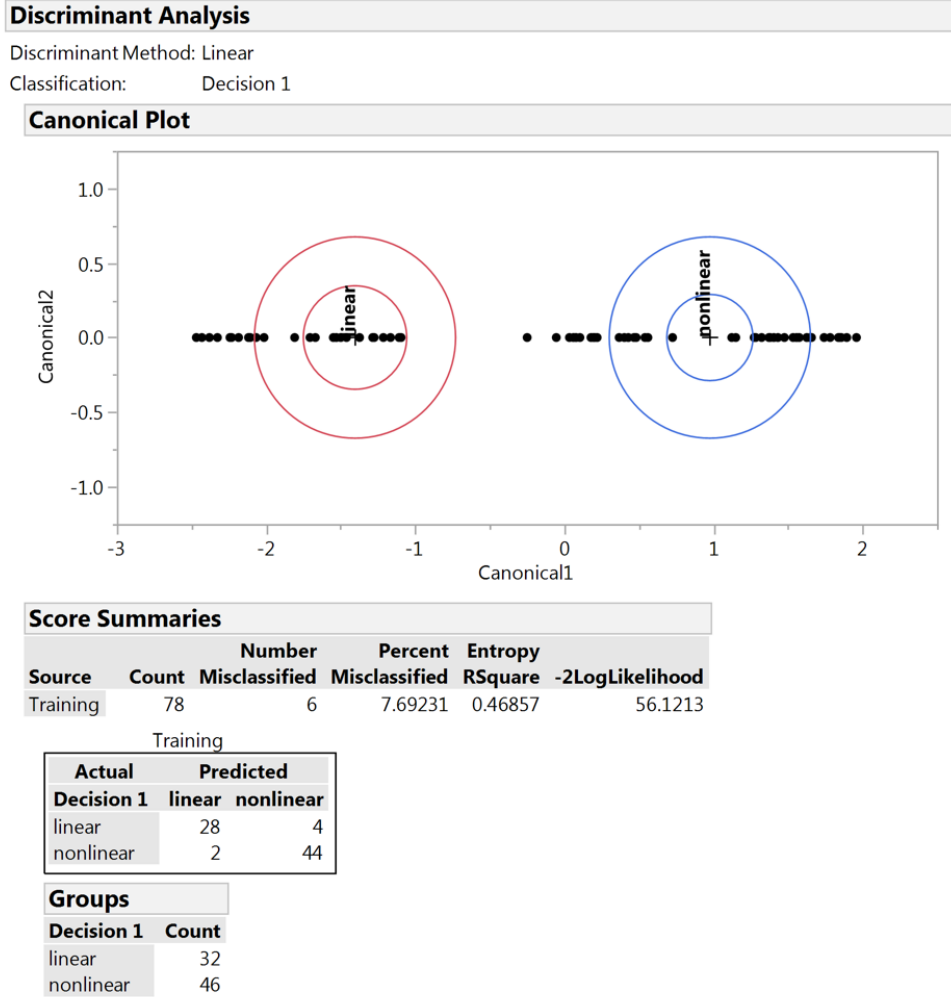 Discriminant Analysis
Discriminant Method: Linear
Classification: Decision 1
Canonical Plot
1.0
0.5
0.0
-0.5
-1.0
Canonical2
linear
nonlinear
-3 -2 -1 0 1 2
Canonical1
Score Summaries
Number Percent Entropy
Source Count Misclassified Misclassified RSquare -2LogLikelihood
Training 78 6 7.69231 0.46857 56.1213
Training
Actual Predicted
Decision 1 linear nonlinear
linear 28 4
nonlinear 2 44
Groups
Decision 1 Count
linear 32
nonlinear 46